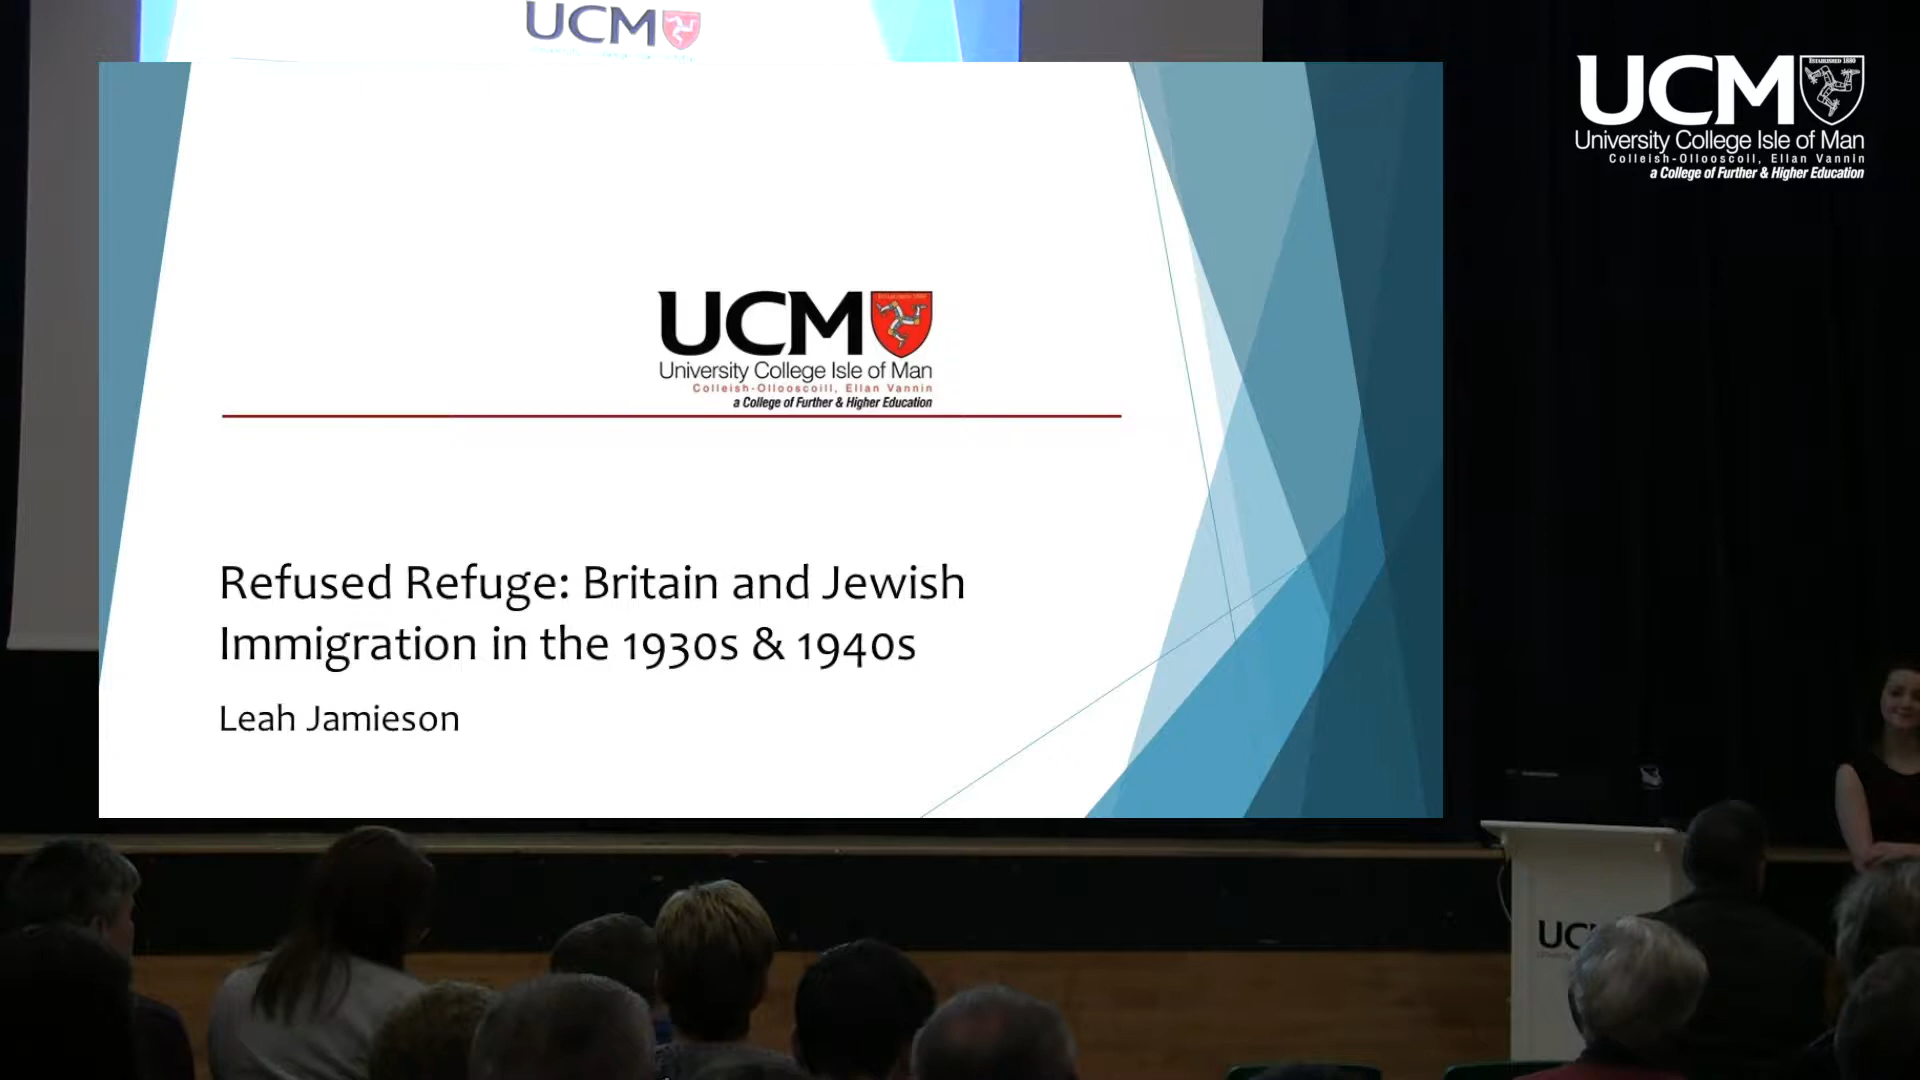 UCM
UCM
ESTABLISHED 1880
University College Isle of Man
Colleish-Ollooscoill, Ellan Vannin
a College of Further & Higher Education
UCM
University College Isle of Man
Colleish-Ollooscoill, Ellan Vannin
a College of Further & Higher Education
Refused Refuge: Britain and Jewish
Immigration in the 1930s & 1940s
Leah Jamieson